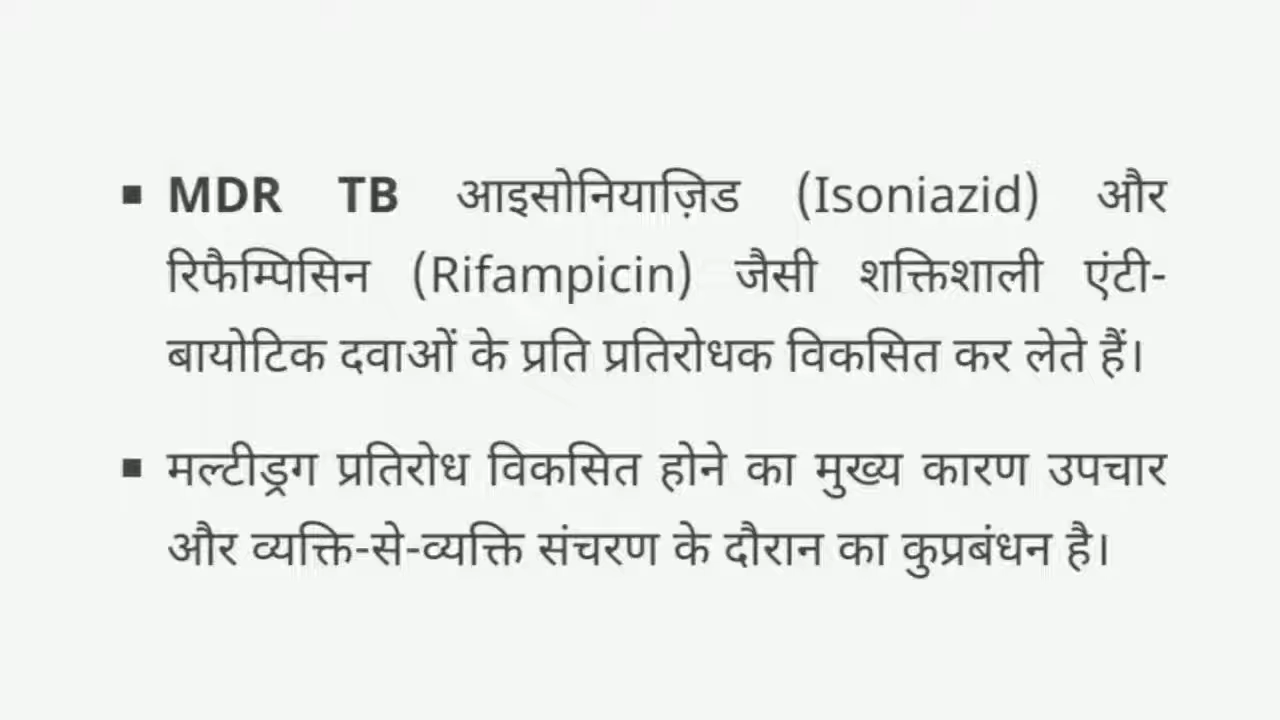 ▪ MDR TB आइसोनियाज़िड (Isoniazid) और
रिफैम्पिसिन (Rifampicin) जैसी शक्तिशाली एंटी-
बायोटिक दवाओं के प्रति प्रतिरोधक विकसित कर लेते हैं।
▪ मल्टीड्रग प्रतिरोध विकसित होने का मुख्य कारण उपचार
और व्यक्ति-से-व्यक्ति संचरण के दौरान का कुप्रबंधन है।